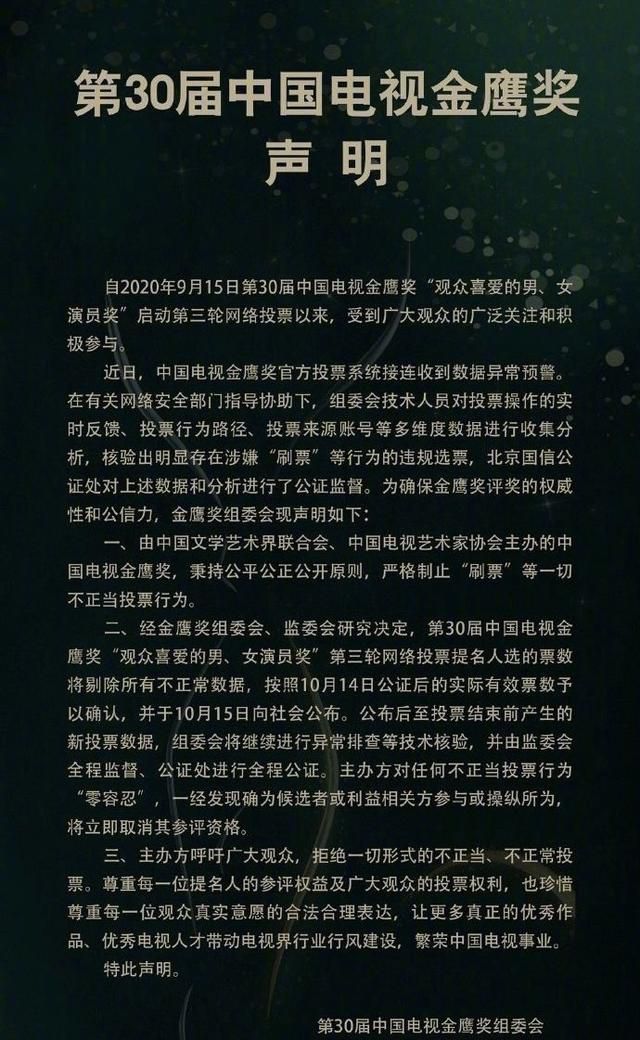 第30届中国电视金鹰奖
声 明
自2020年9月15日第30届中国电视金鹰奖“观众喜爱的男、女
演员奖”启动第三轮网络投票以来，受到广大观众的广泛关注和积
极参与。
近日，中国电视金鹰奖官方投票系统接连收到数据异常预警。
在有关网络安全部门指导协助下，组委会技术人员对投票操作的实
时反馈、投票行为路径、投票来源账号等多维度数据进行收集分
析，核验出明显存在涉嫌“刷票”等行为的违规选票，北京国信公
证处对上述数据和分析进行了公证监督。为确保金鹰奖评奖的权威
性和公信力，金鹰奖组委会现声明如下：
一、由中国文学艺术界联合会、中国电视艺术家协会主办的中
国电视金鹰奖，秉持公平公正公开原则，严格制止“刷票”等一切
不正当投票行为。
二、经金鹰奖组委会、监委会研究决定，第30届中国电视金
鹰奖“观众喜爱的男、女演员奖”第三轮网络投票提名人选的票数
将剔除所有不正常数据，按照10月14日公证后的实际有效票数予
以确认，并于10月15日向社会公布。公布后至投票结束前产生的
新投票数据，组委会将继续进行异常排查等技术核验，并由监委会
全程监督、公证处进行全程公证。主办方对任何不正当投票行为
“零容忍”，一经发现确为候选者或利益相关方参与或操纵所为，
将立即取消其参评资格。
三、主办方呼吁广大观众，拒绝一切形式的不正当、不正常投
票。尊重每一位提名人的参评权益及广大观众的投票权利，也珍惜
尊重每一位观众真实意愿的合法合理表达，让更多真正的优秀作
品、优秀电视人才带动电视界行业行风建设，繁荣中国电视事业。
特此声明。
第30届中国电视金鹰奖组委会